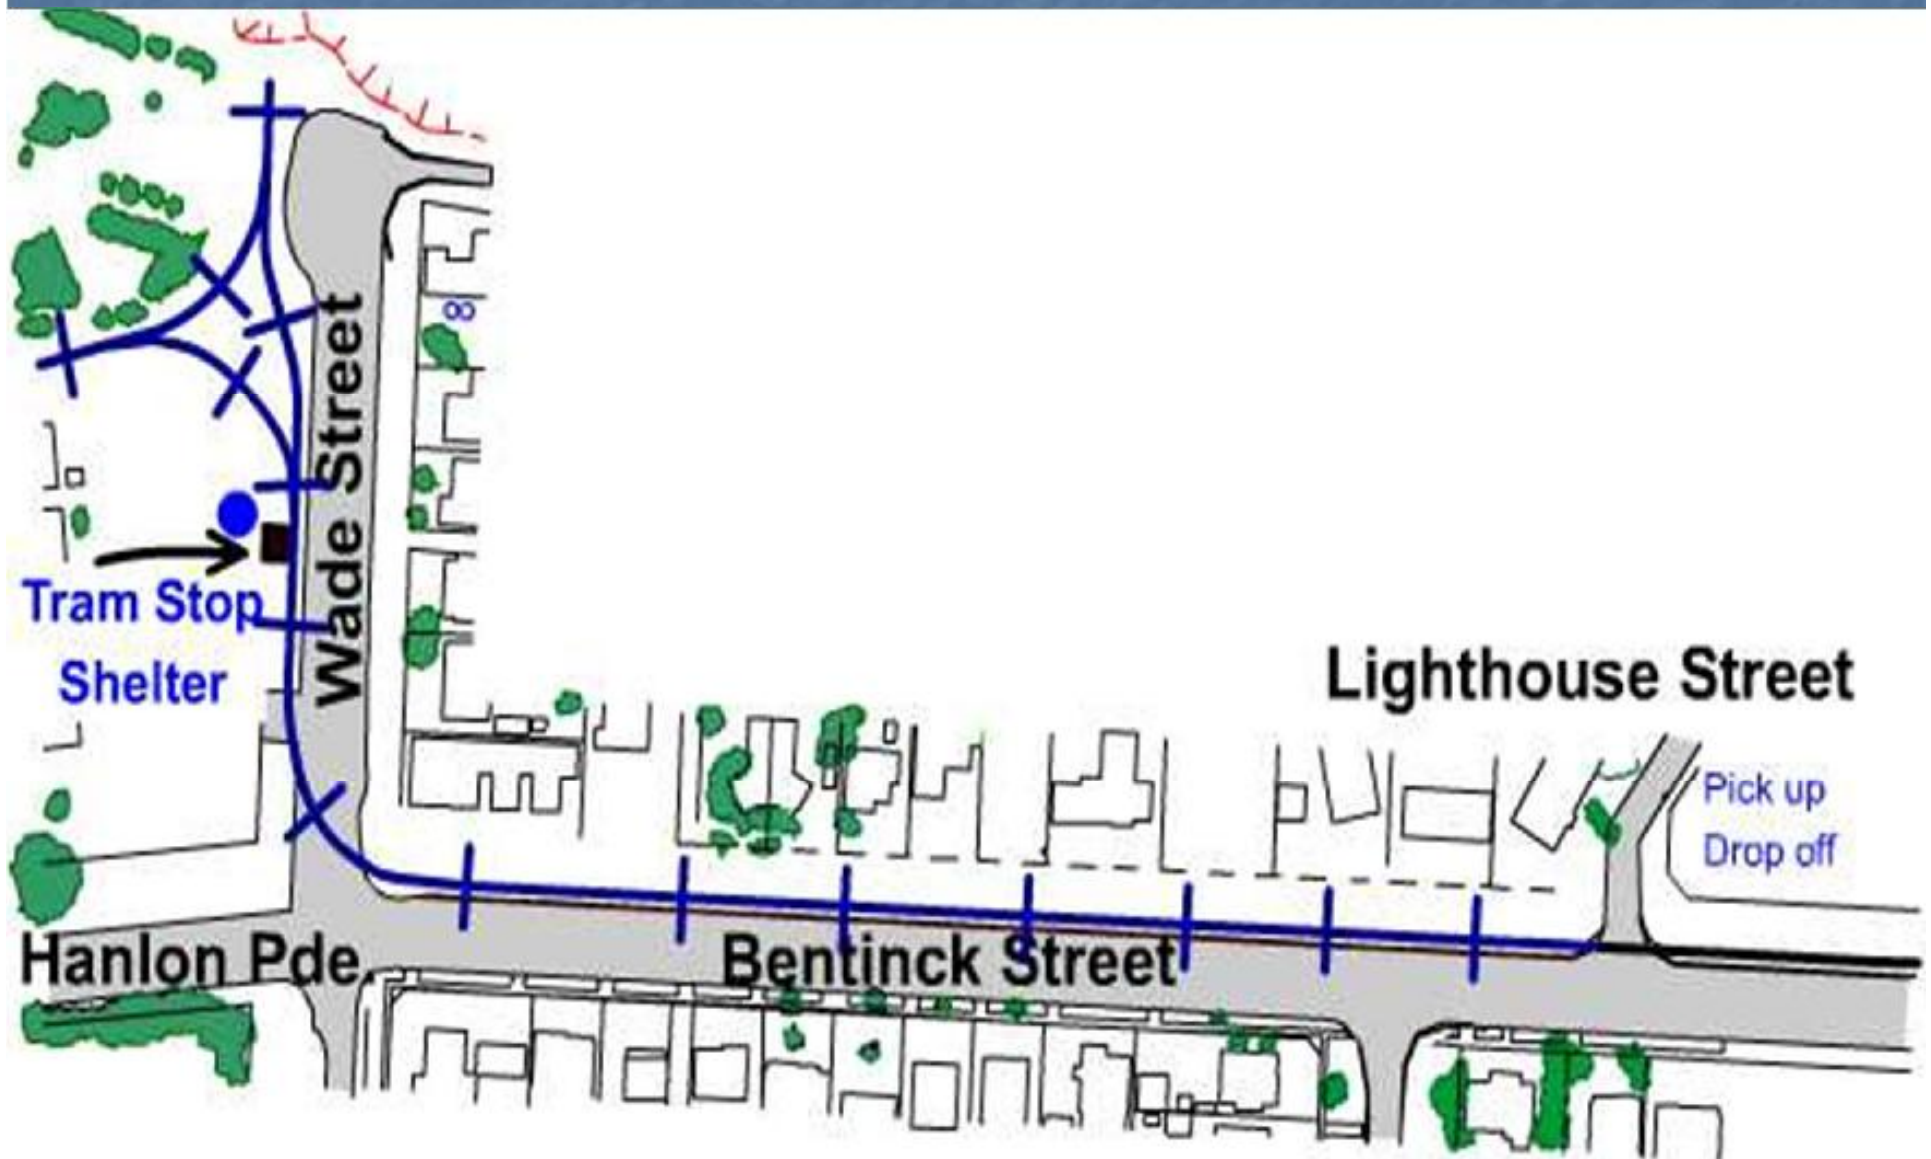 Wade Street
8
Tram Stop
Shelter
Lighthouse Street
Pick up
Drop off
Hanlon Pde.
Bentinck Street